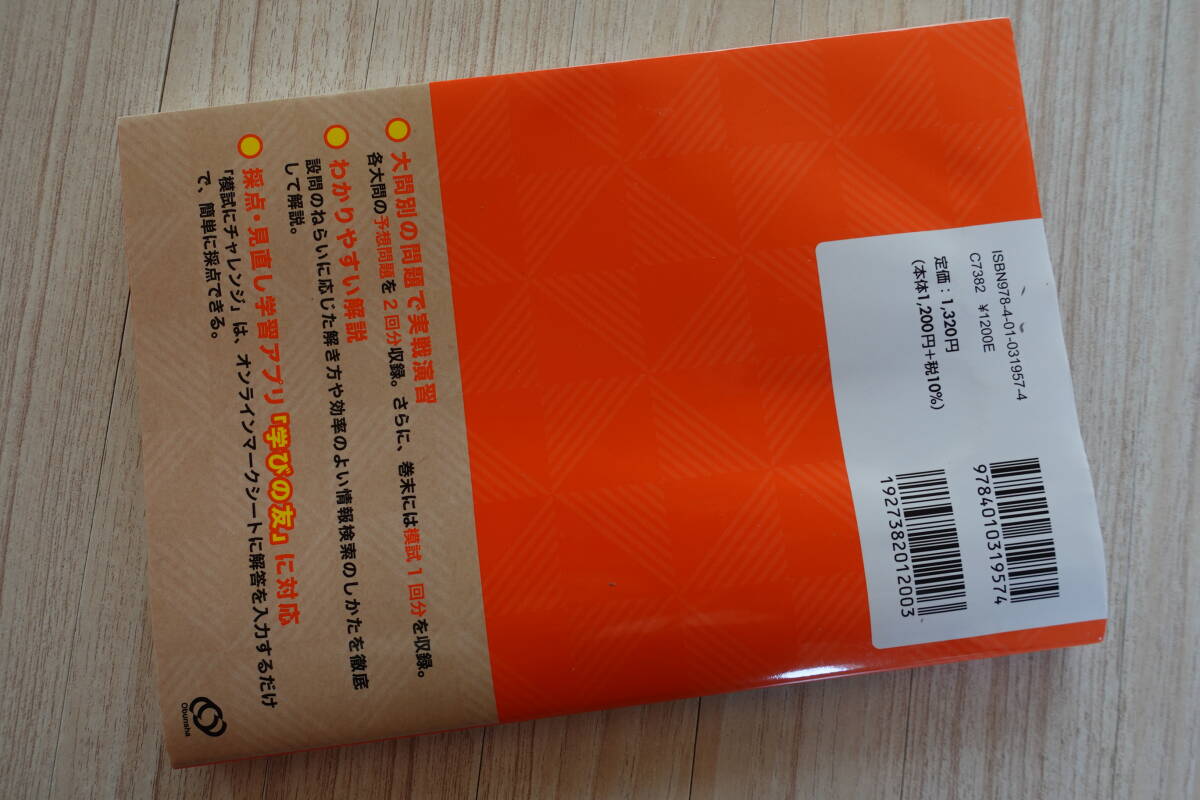 ISBN978-4-01-031957-4
C7382 ¥1200E
定価：1,320円
（本体1,200円+税10%）
9784010319574
1927382012003
大問別の問題で実戦演習
各大問の予想問題を2回分収録。さらに、巻末には模試1回分を収録。
わかりやすい解説
設問のねらいに応じた解き方や効率のよい情報検索のしかたを徹底
して解説。
採点・見直し学習アプリ「学びの友」に対応
「模試にチャレンジ」は、オンラインマークシートに解答を入力するだけ
で、簡単に採点できる。
Obunsha